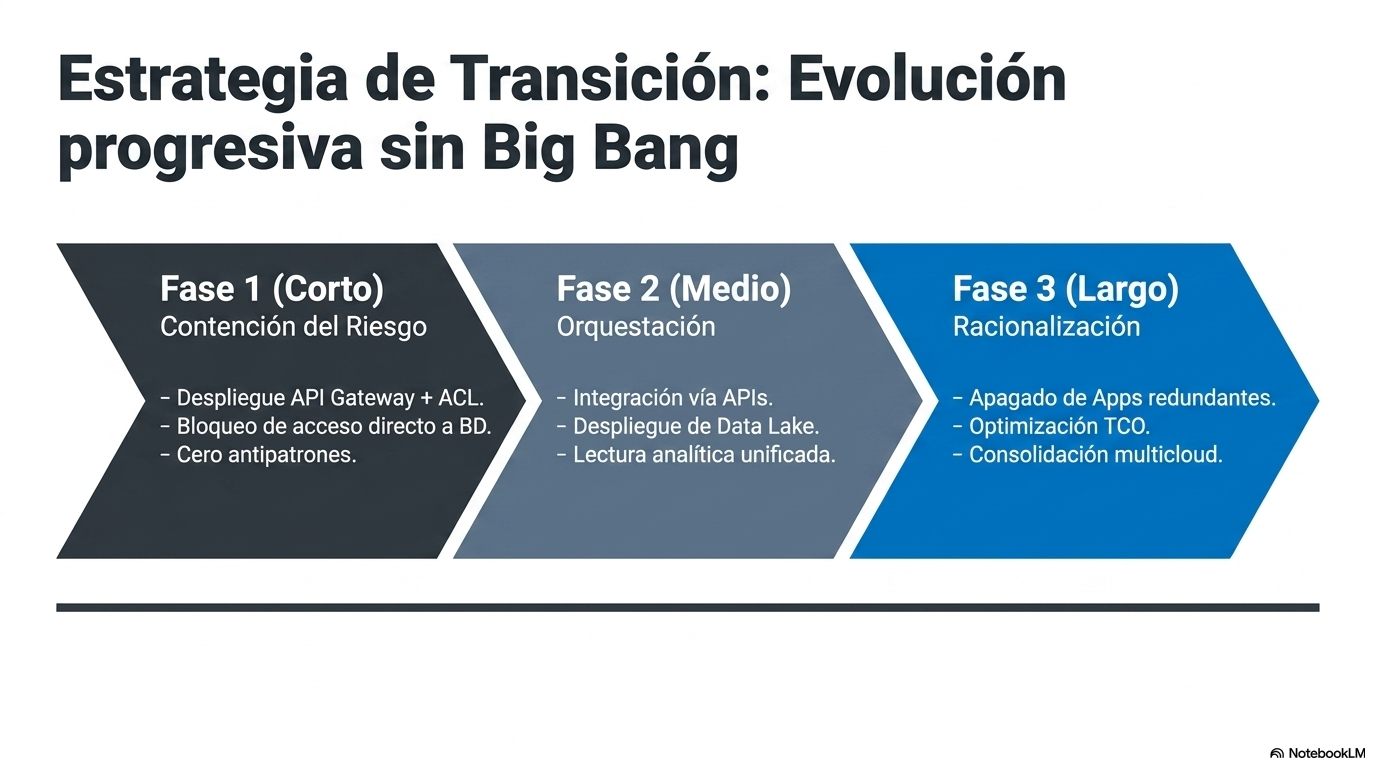 Estrategia de Transición: Evolución
progresiva sin Big Bang
Fase 1 (Corto)
Contención del Riesgo
– Despliegue API Gateway + ACL.
– Bloqueo de acceso directo a BD.
– Cero antipatrones.
Fase 2 (Medio)
Orquestación
– Integración vía APIs.
– Despliegue de Data Lake.
– Lectura analítica unificada.
Fase 3 (Largo)
Racionalización
– Apagado de Apps redundantes.
– Optimización TCO.
– Consolidación multicloud.
NotebookLM